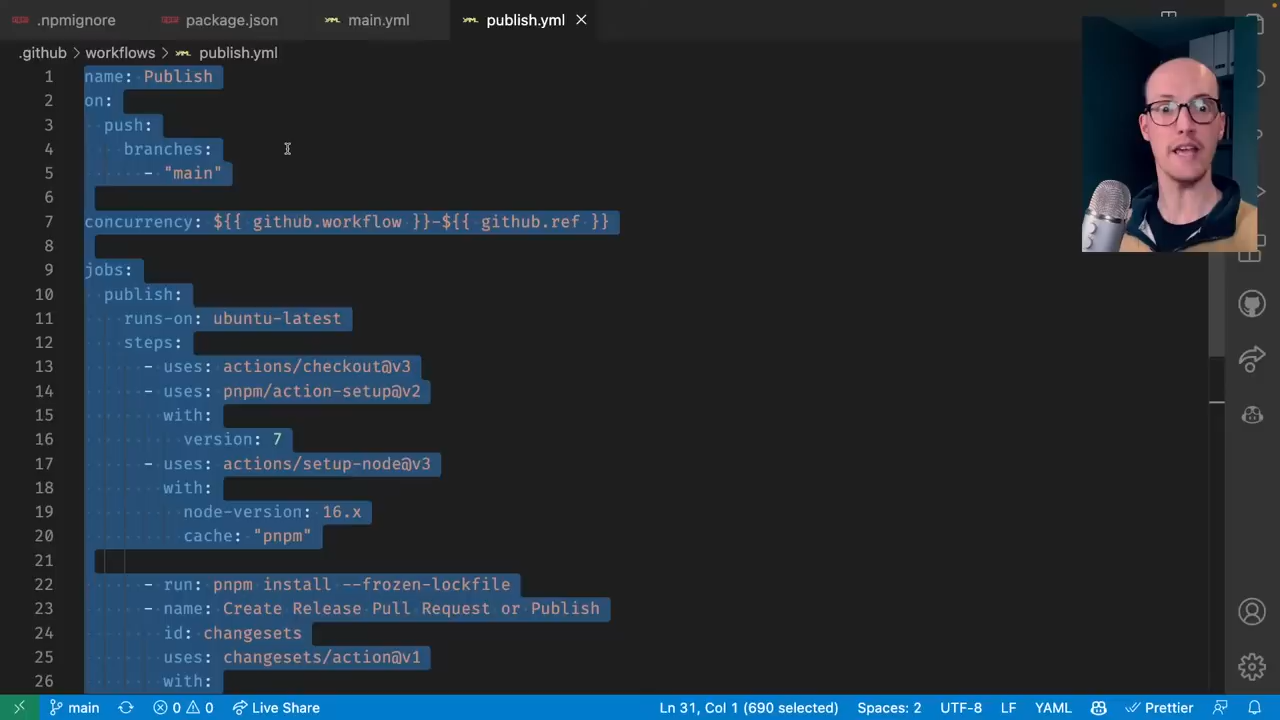 .npmignore package.json main.yml publish.yml
.github > workflows > publish.yml
1 name: Publish
2 on:
3 push:
4 branches:
5 - "main"
6
7 concurrency: ${{ github.workflow }}-${{ github.ref }}
8
9 jobs:
10 publish:
11 runs-on: ubuntu-latest
12 steps:
13 - uses: actions/checkout@v3
14 - uses: pnpm/action-setup@v2
15 with:
16 version: 7
17 - uses: actions/setup-node@v3
18 with:
19 node-version: 16.x
20 cache: "pnpm"
21
22 - run: pnpm install --frozen-lockfile
23 - name: Create Release Pull Request or Publish
24 id: changesets
25 uses: changesets/action@v1
26 with:
main 0 0 Live Share Ln 31, Col 1 (690 selected) Spaces: 2 UTF-8 LF YAML Prettier